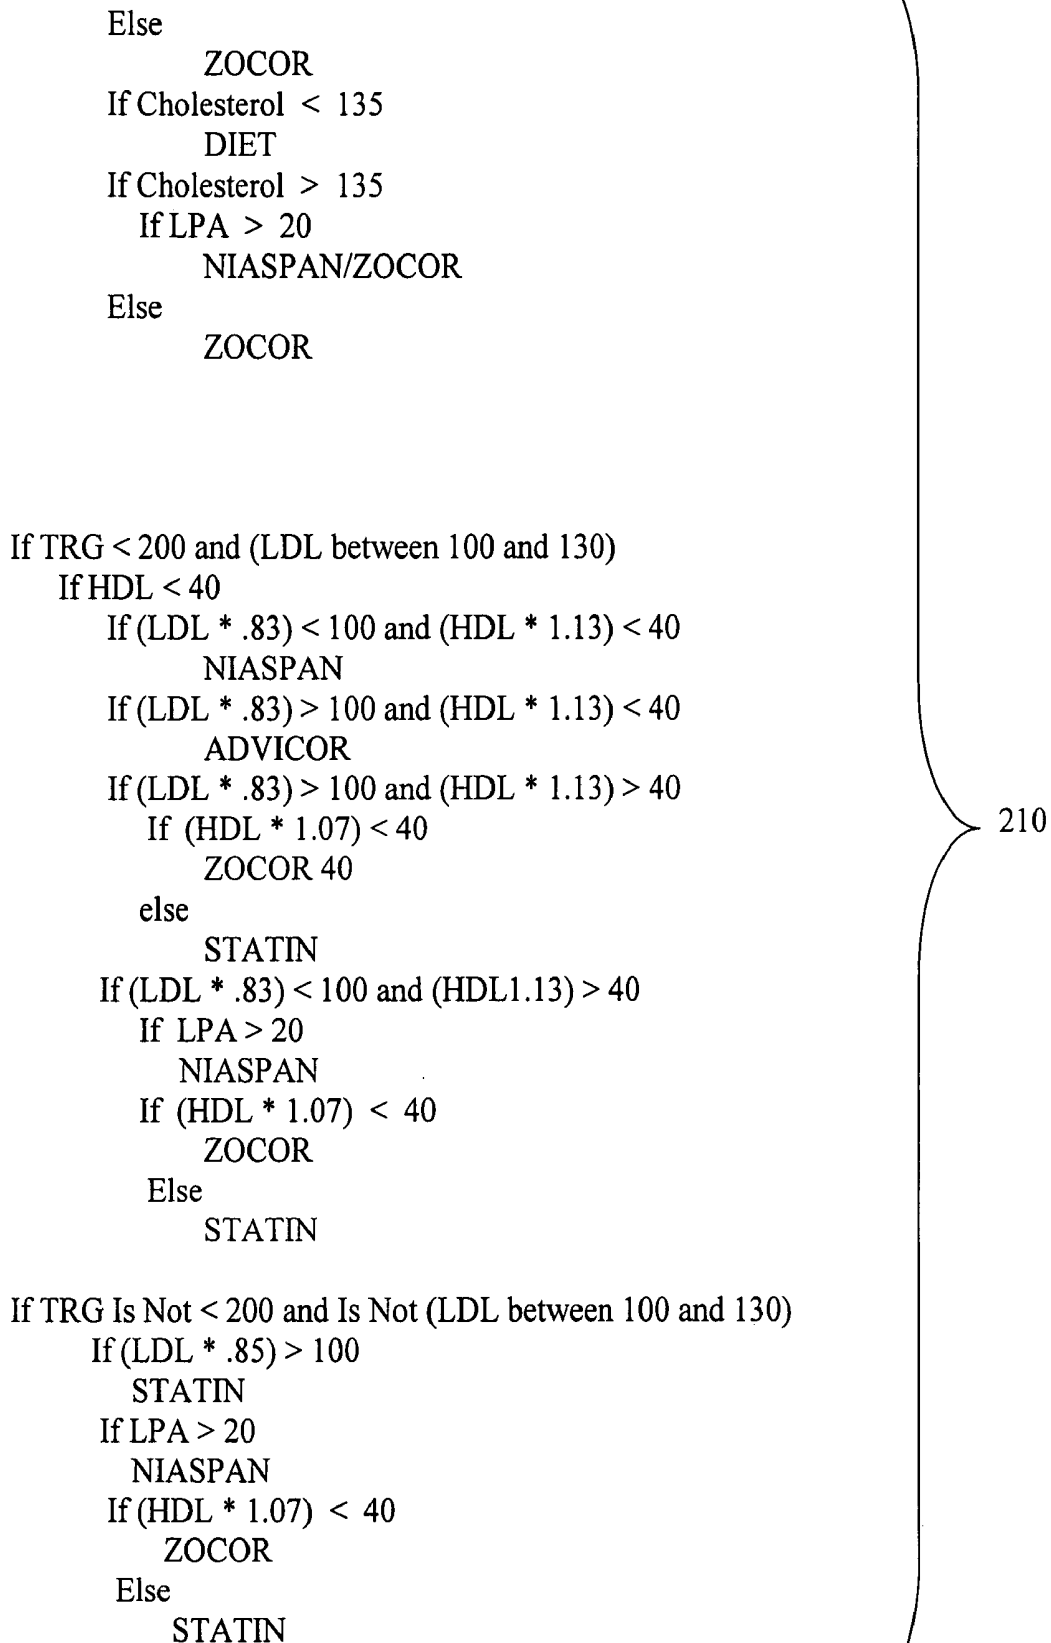 Else
ZOCOR
If Cholesterol < 135
DIET
If Cholesterol > 135
If LPA > 20
NIASPAN/ZOCOR
Else
ZOCOR
If TRG < 200 and (LDL between 100 and 130)
If HDL < 40
If (LDL * .83) < 100 and (HDL * 1.13) < 40
NIASPAN
If (LDL * .83) > 100 and (HDL * 1.13) < 40
ADVICOR
If (LDL * .83) > 100 and (HDL * 1.13) > 40
If (HDL * 1.07) < 40
ZOCOR 40
else
STATIN
If (LDL * .83) < 100 and (HDL1.13) > 40
If LPA > 20
NIASPAN
If (HDL * 1.07) < 40
ZOCOR
Else
STATIN
If TRG Is Not < 200 and Is Not (LDL between 100 and 130)
If (LDL * .85) > 100
STATIN
If LPA > 20
NIASPAN
If (HDL * 1.07) < 40
ZOCOR
Else
STATIN
210